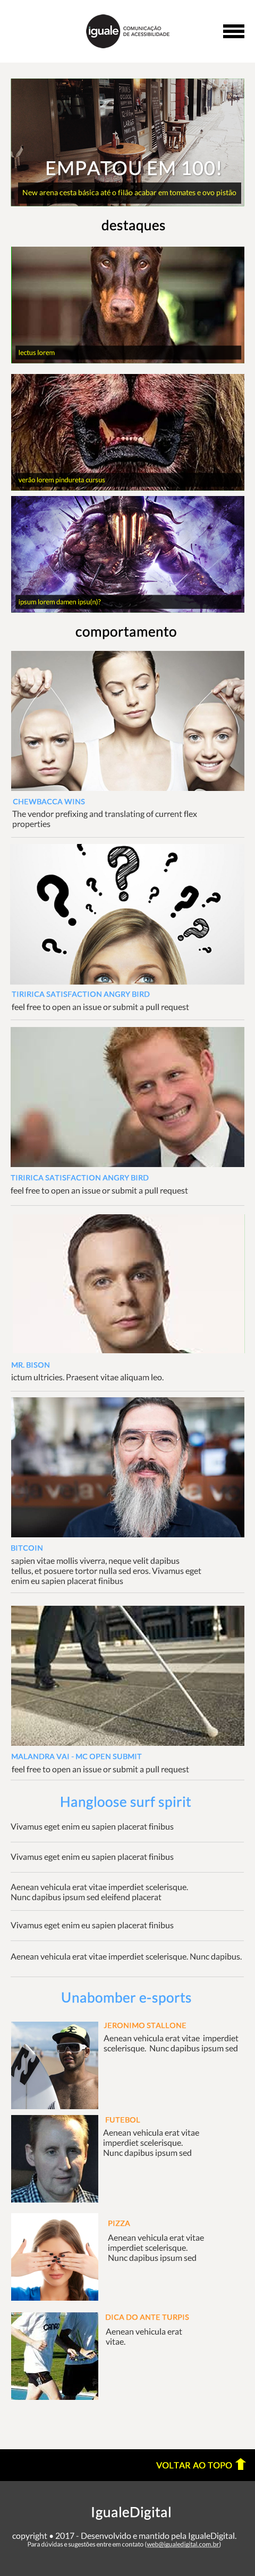 iguale COMUNICAÇÃO
DE ACESSIBILIDADE
EMPATOU EM 100!
New arena cesta básica até o filão acabar em tomates e ovo pistão
destaques
lectus lorem
verão lorem pindureta cursus
ipsum lorem damen ipsu(n)?
comportamento
CHEWBACCA WINS
The vendor prefixing and translating of current flex
properties
TIRIRICA SATISFACTION ANGRY BIRD
feel free to open an issue or submit a pull request
TIRIRICA SATISFACTION ANGRY BIRD
feel free to open an issue or submit a pull request
MR. BISON
ictum ultricies. Praesent vitae aliquam leo.
BITCOIN
sapien vitae mollis viverra, neque velit dapibus
tellus, et posuere tortor nulla sed eros. Vivamus eget
enim eu sapien placerat finibus
MALANDRA VAI - MC OPEN SUBMIT
feel free to open an issue or submit a pull request
Hangloose surf spirit
Vivamus eget enim eu sapien placerat finibus
Vivamus eget enim eu sapien placerat finibus
Aenean vehicula erat vitae imperdiet scelerisque.
Nunc dapibus ipsum sed eleifend placerat
Vivamus eget enim eu sapien placerat finibus
Aenean vehicula erat vitae imperdiet scelerisque. Nunc dapibus.
Unabomber e-sports
JERONIMO STALLONE
Aenean vehicula erat vitae imperdiet
scelerisque. Nunc dapibus ipsum sed
FUTEBOL
Aenean vehicula erat vitae
imperdiet scelerisque.
Nunc dapibus ipsum sed
PIZZA
Aenean vehicula erat vitae
imperdiet scelerisque.
Nunc dapibus ipsum sed
DICA DO ANTE TURPIS
Aenean vehicula erat
vitae.
VOLTAR AO TOPO
IgualeDigital
copyright • 2017 - Desenvolvido e mantido pela IgualeDigital.
Para dúvidas e sugestões entre em contato (web@igualedigital.com.br)